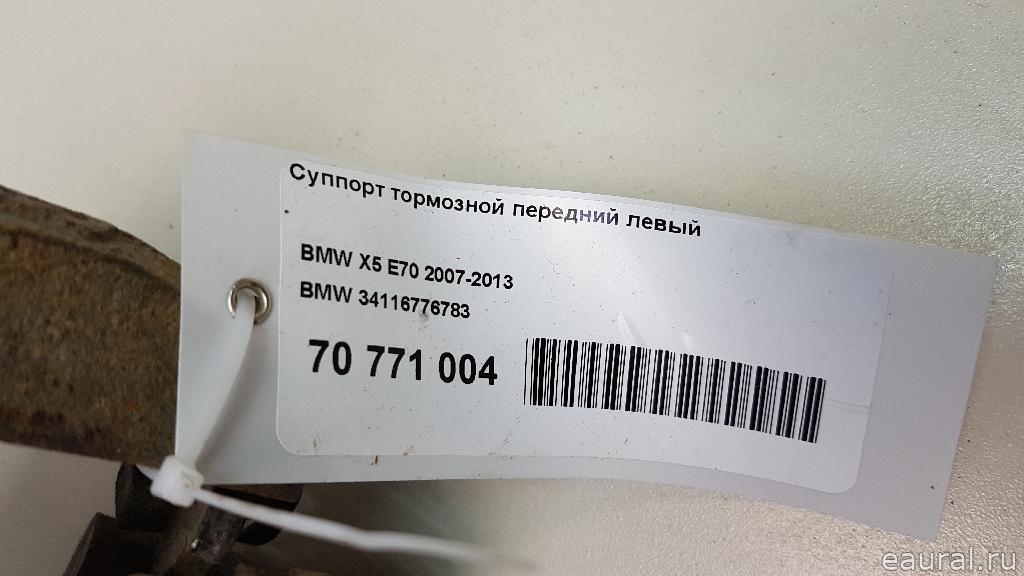 Суппорт тормозной передний левый
BMW X5 E70 2007-2013
BMW 34116776783
70 771 004
eaural.ru